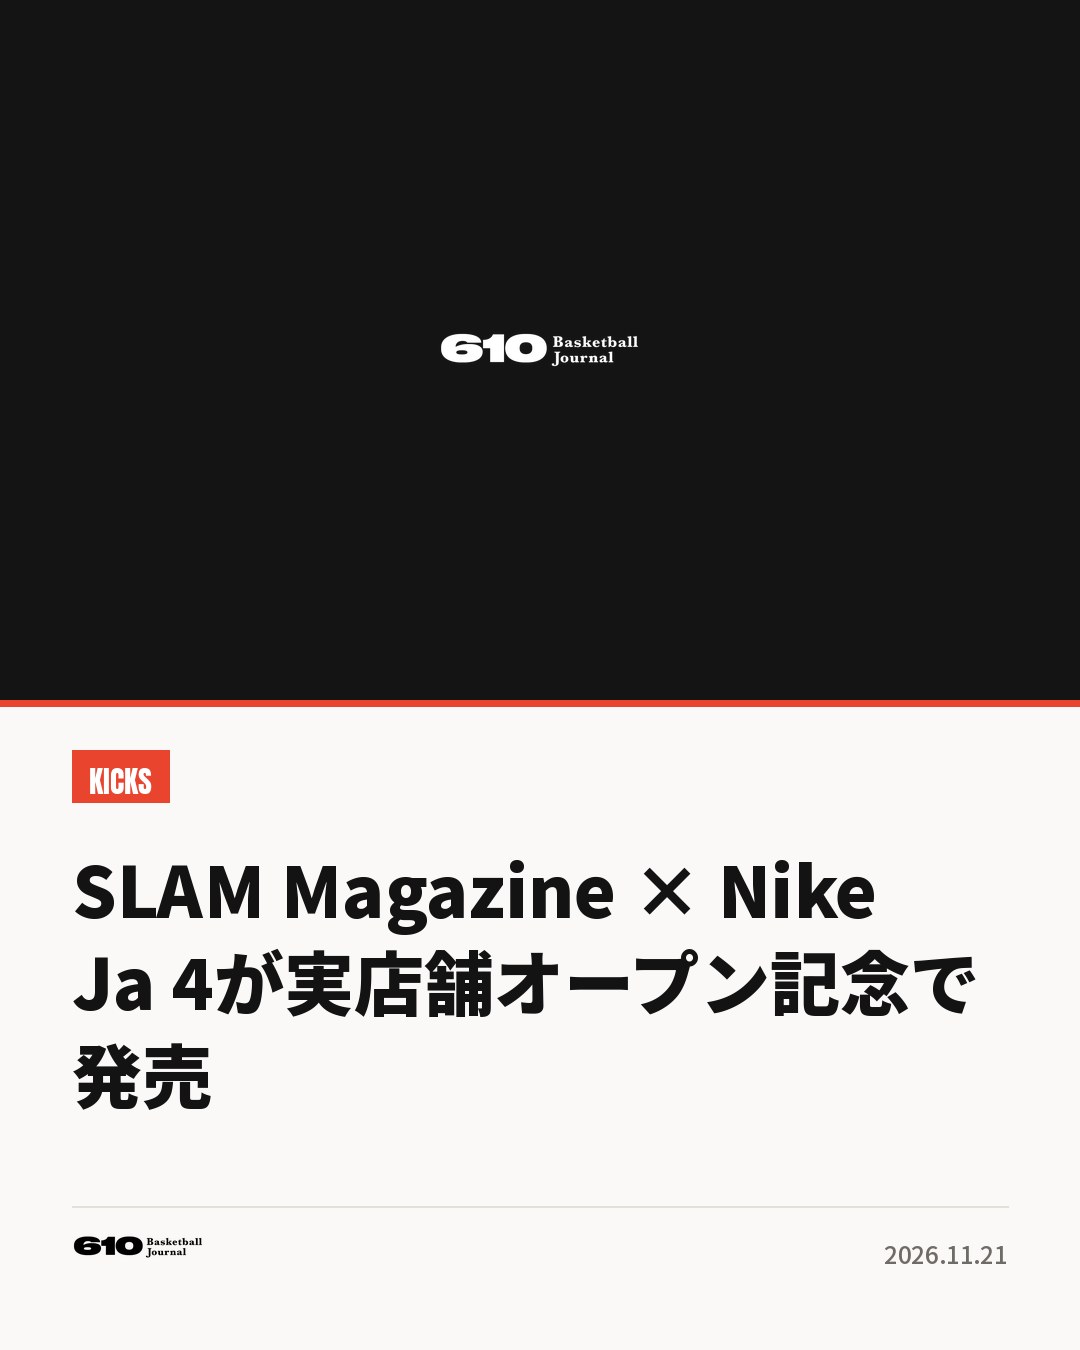 610 Basketball
Journal
KICKS
SLAM Magazine × Nike
Ja 4が実店舗オープン記念で
発売
610 Basketball
Journal
2026.11.21